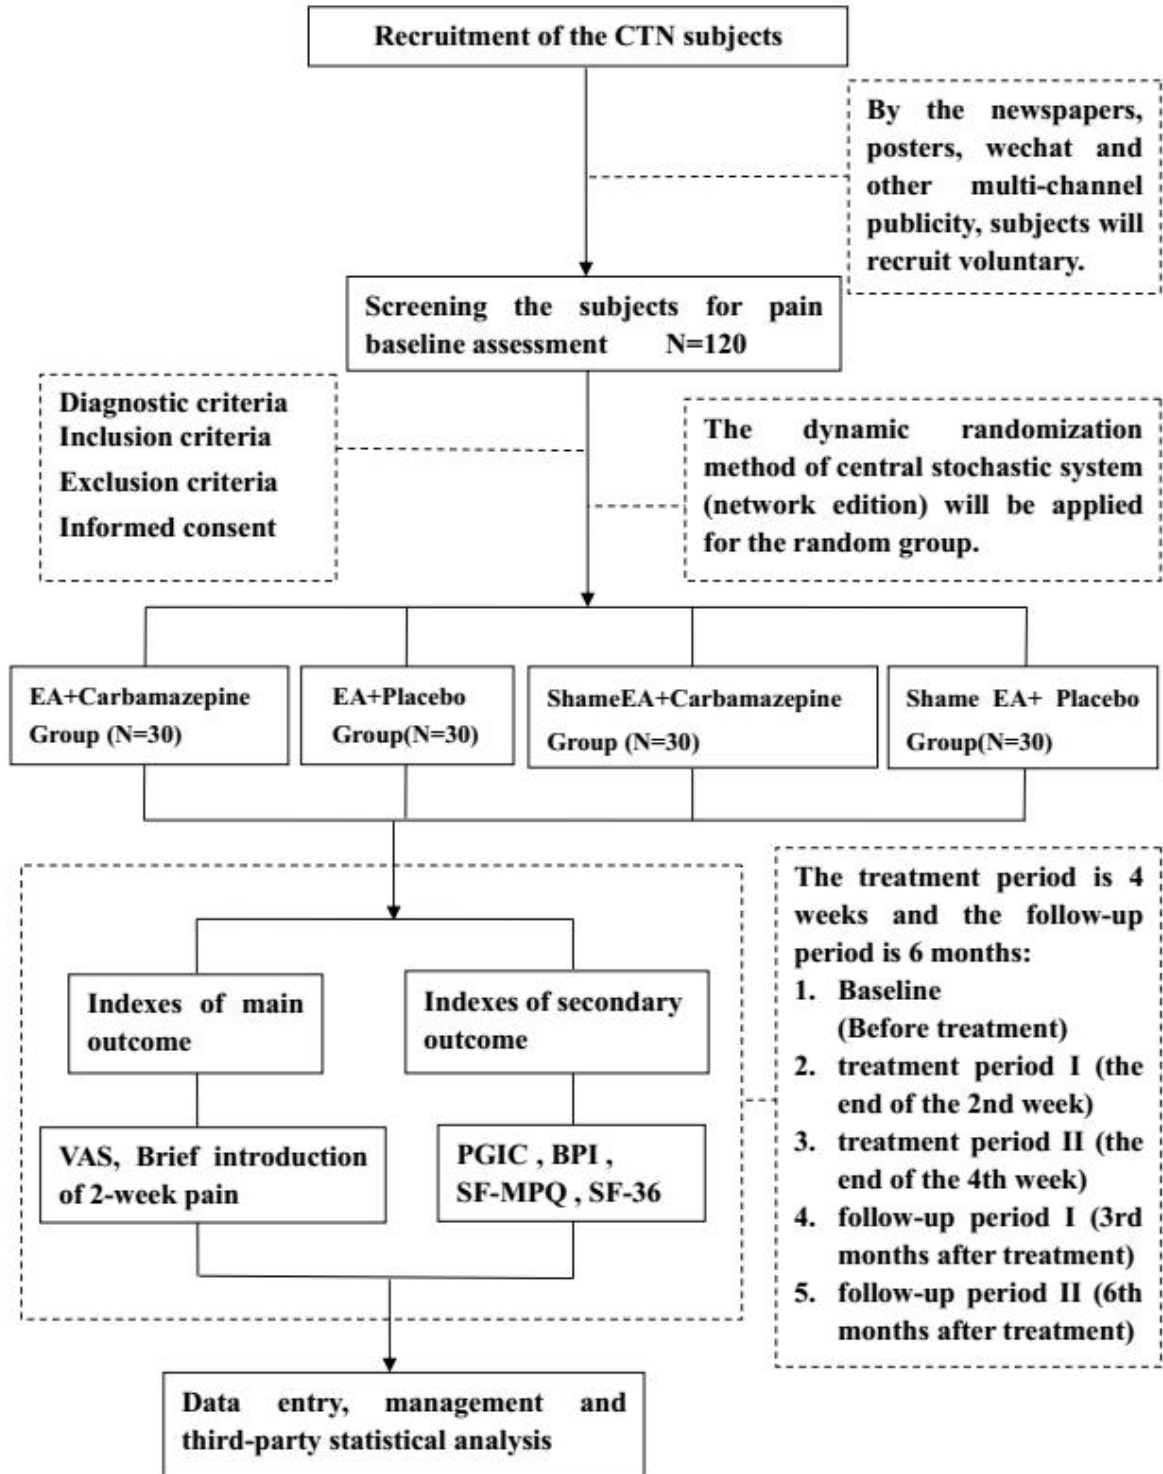 Recruitment of the CTN subjects
By the newspapers,
posters, wechat and
other multi-channel
publicity, subjects will
recruit voluntary.
Screening the subjects for pain
baseline assessment N=120
Diagnostic criteria
Inclusion criteria
Exclusion criteria
Informed consent
The dynamic randomization
method of central stochastic system
(network edition) will be applied
for the random group.
EA+Carbamazepine
Group (N=30)
EA+Placebo
Group(N=30)
ShameEA+Carbamazepine
Group (N=30)
Shame EA+ Placebo
Group(N=30)
The treatment period is 4
weeks and the follow-up
period is 6 months:
1. Baseline
(Before treatment)
2. treatment period I (the
end of the 2nd week)
3. treatment period II (the
end of the 4th week)
4. follow-up period I (3rd
months after treatment)
5. follow-up period II (6th
months after treatment)
Indexes of main
outcome
Indexes of secondary
outcome
VAS, Brief introduction
of 2-week pain
PGIC , BPI ,
SF-MPQ , SF-36
Data entry, management and
third-party statistical analysis